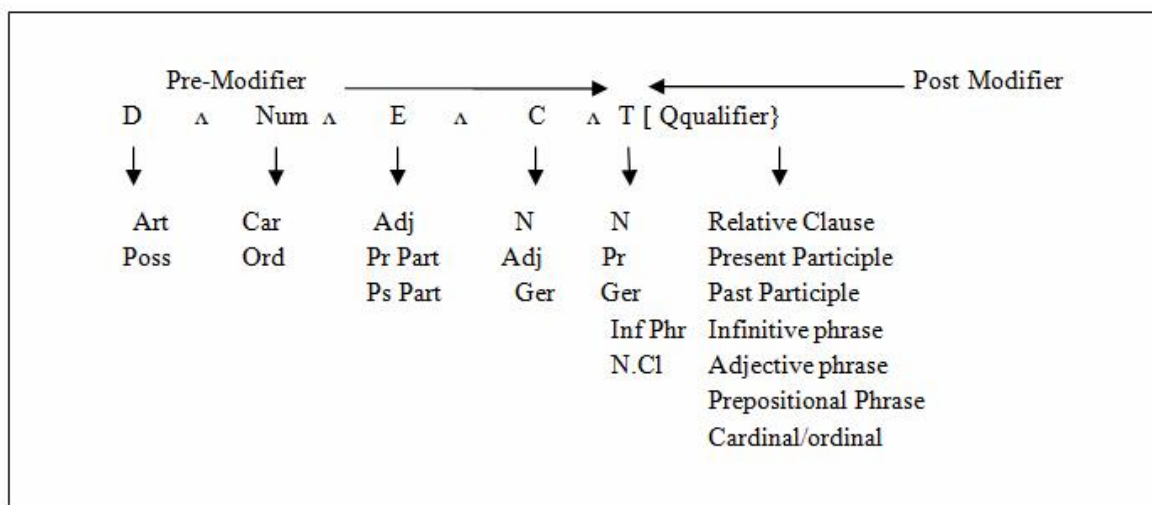 Pre-Modifier Post Modifier
D ᴧ Num ᴧ E ᴧ C ᴧ T [ Qqualifier}
Art Car Adj N N Relative Clause
Poss Ord Pr Part Adj Pr Present Participle
Ps Part Ger Ger Past Participle
Inf Phr Infinitive phrase
N.Cl Adjective phrase
Prepositional Phrase
Cardinal/ordinal